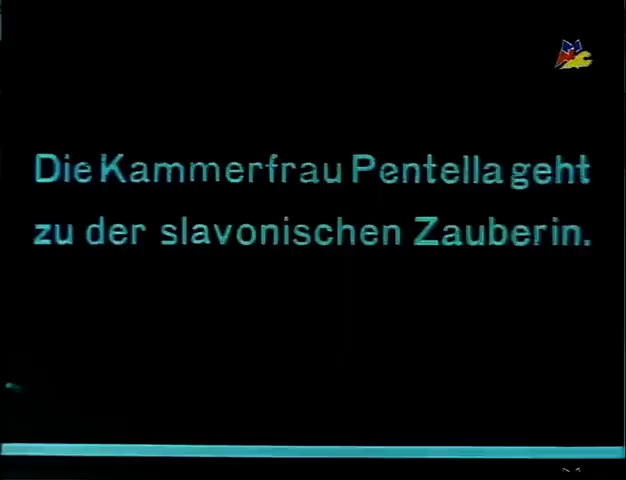 Die Kammerfrau Pentella geht
zu der slavonischen Zauberin.